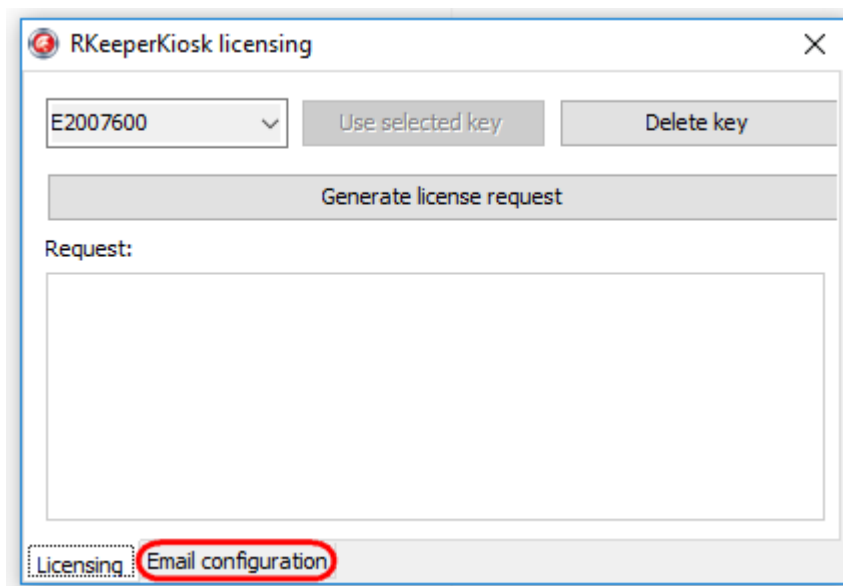 RKeeperKiosk licensing
E2007600
Use selected key
Delete key
Generate license request
Request:
Licensing
Email configuration